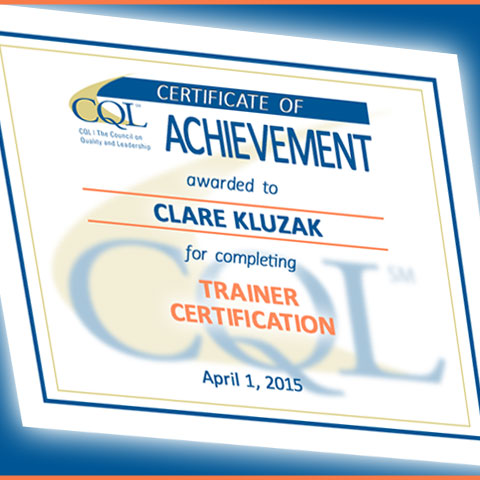 CERTIFICATE OF
ACHIEVEMENT
CQL℠
CQL | The Council on
Quality and Leadership
awarded to
CLARE KLUZAK
for completing
TRAINER
CERTIFICATION
CQL SM
April 1, 2015